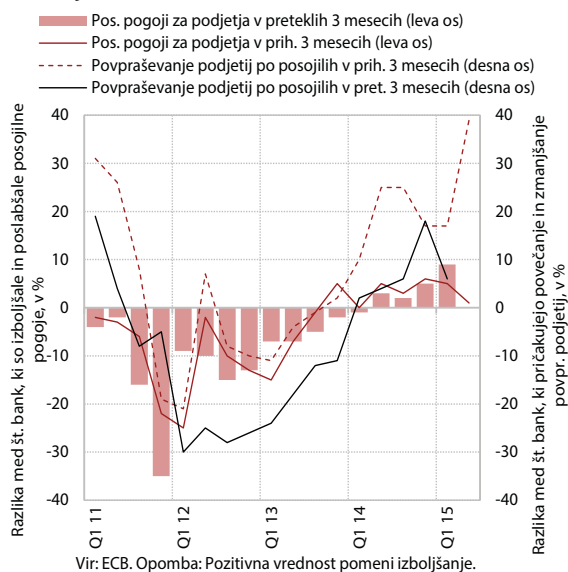 Pos. pogoji za podjetja v preteklih 3 mesecih (leva os)
Pos. pogoji za podjetja v prih. 3 mesecih (leva os)
Povpraševanje podjetij po posojilih v prih. 3 mesecih (desna os)
Povpraševanje podjetij po posojilih v pret. 3 mesecih (desna os)
Razlika med št. bank, ki so izboljšale in poslabšale posojilne
pogoje, v %
40
30
20
10
0
-10
-20
-30
-40
40
30
20
10
0
-10
-20
-30
-40
Razlika med št. bank, ki pričakujejo povečanje in zmanjšanje
povpr. podjetij, v %
Q1 11
Q1 12
Q1 13
Q1 14
Q1 15
Vir: ECB. Opomba: Pozitivna vrednost pomeni izboljšanje.